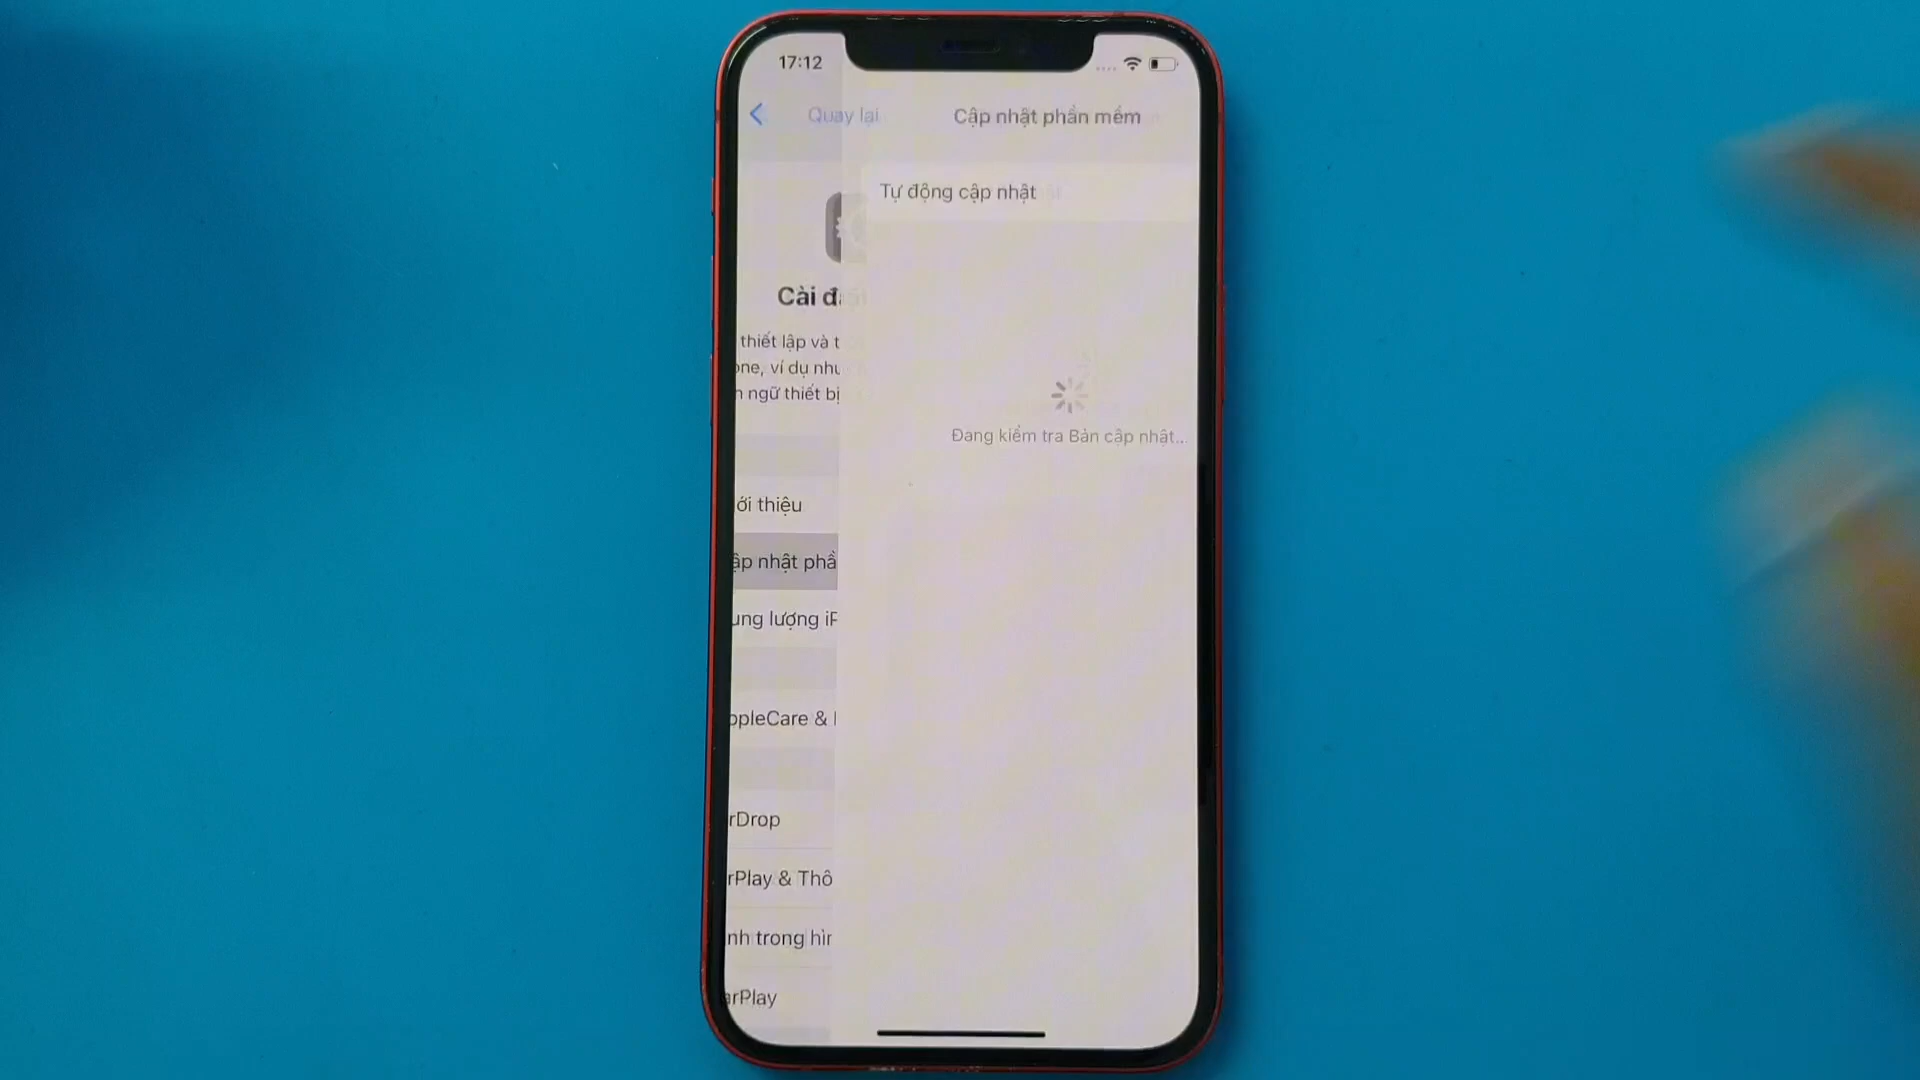 17:12
Quay lại
Cập nhật phần mềm
Tự động cập nhật
Cài đ
thiết lập và t
one, ví dụ như
n ngữ thiết bị
Đang kiểm tra Bản cập nhật...
ới thiệu
ập nhật phầ
ung lượng iP
ppleCare &
rDrop
rPlay & Thô
nh trong hìn
arPlay